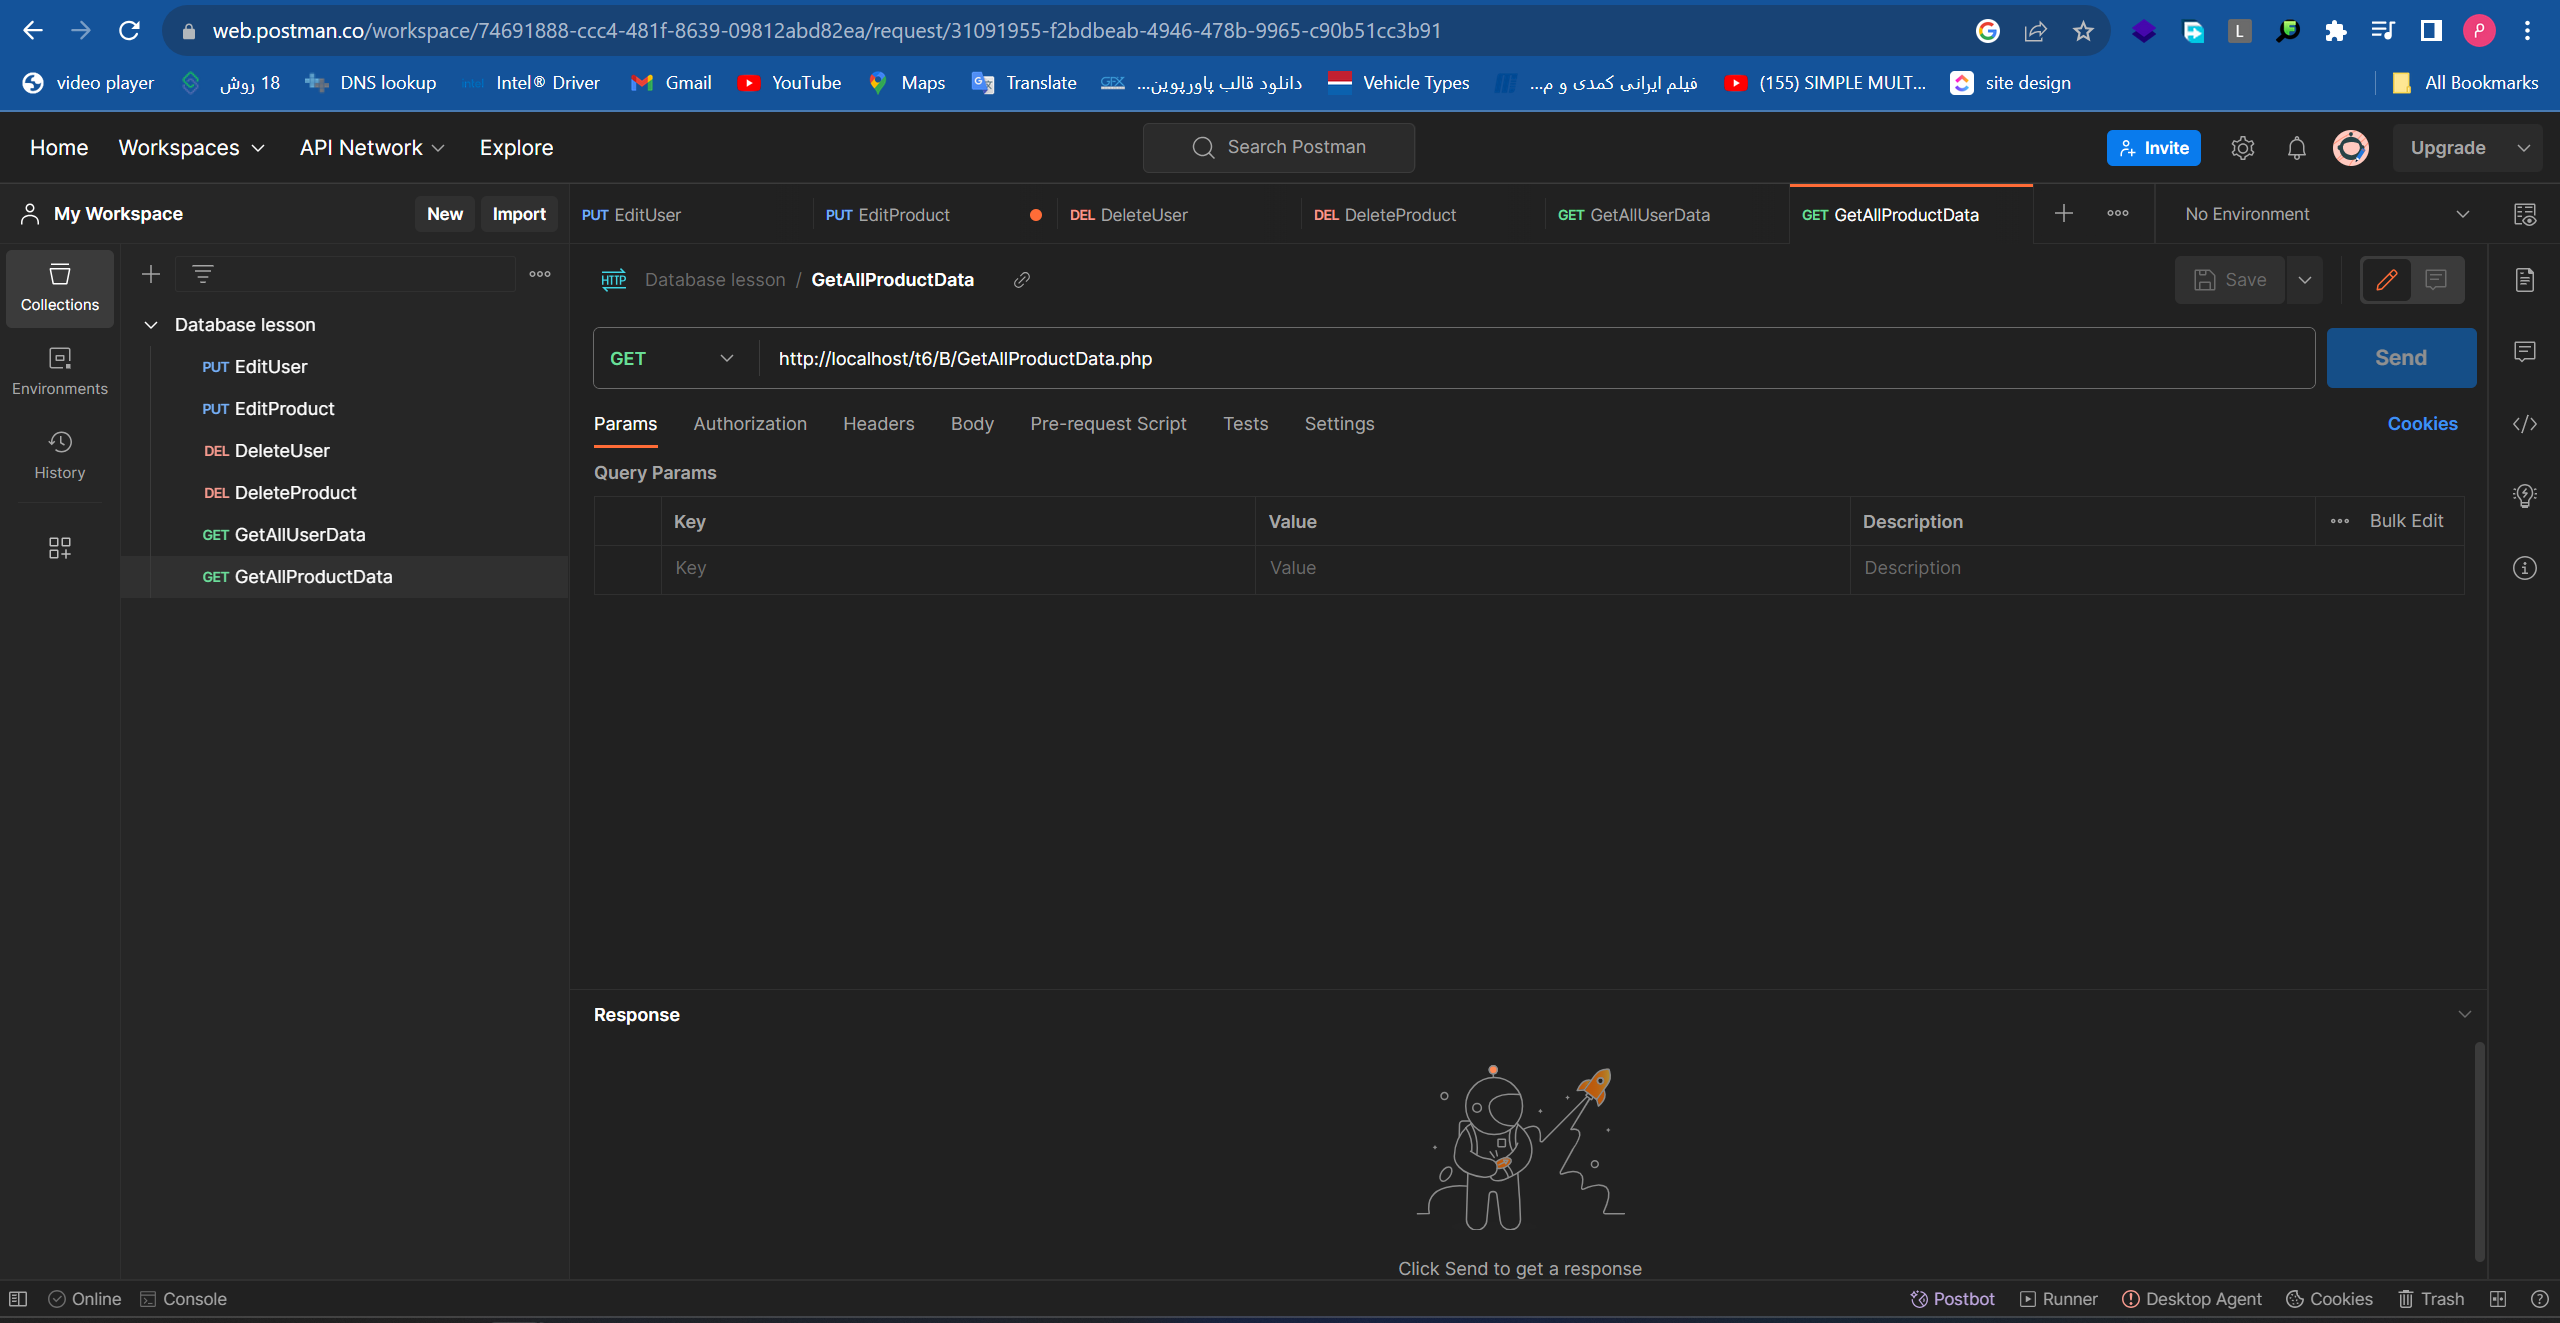 web.postman.co/workspace/74691888-ccc4-481f-8639-09812abd82ea/request/31091955-f2bdbeab-4946-478b-9965-c90b51cc3b91
L
P
video player
18 روش
DNS lookup
intel Intel® Driver
Gmail
YouTube
Maps
Translate
GFX دانلود قالب پاورپوین...
Vehicle Types
فیلم ایرانی کمدی و م...
(155) SIMPLE MULT...
site design
All Bookmarks
Home
Workspaces
API Network
Explore
Search Postman
Invite
Upgrade
My Workspace
New
Import
PUT EditUser
PUT EditProduct
DEL DeleteUser
DEL DeleteProduct
GET GetAllUserData
GET GetAllProductData
No Environment
Collections
Environments
History
Database lesson
PUT EditUser
PUT EditProduct
DEL DeleteUser
DEL DeleteProduct
GET GetAllUserData
GET GetAllProductData
HTTP Database lesson / GetAllProductData
Save
GET
http://localhost/t6/B/GetAllProductData.php
Send
Params
Authorization
Headers
Body
Pre-request Script
Tests
Settings
Cookies
Query Params
Key
Value
Description
Bulk Edit
Key
Value
Description
Response
Click Send to get a response
Online
Console
Postbot
Runner
Desktop Agent
Cookies
Trash